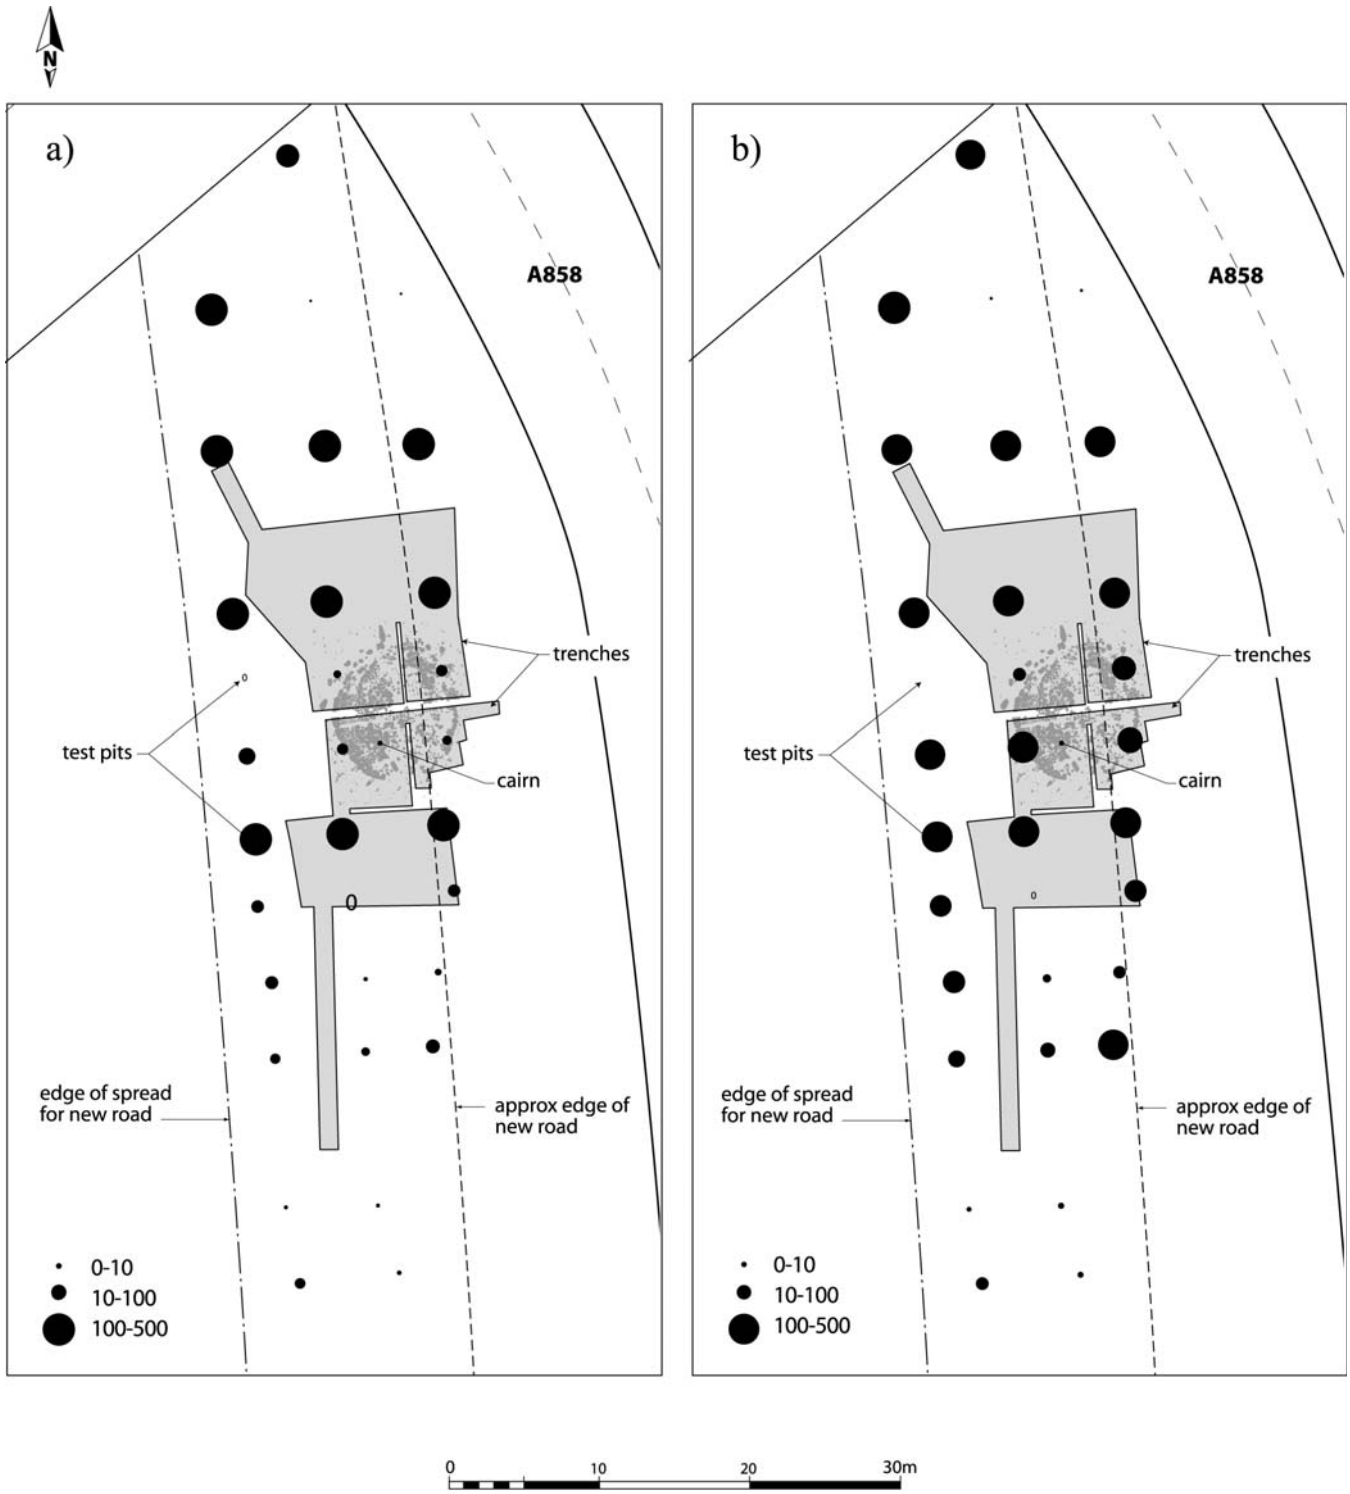 N
a)
A858
trenches
0
test pits
cairn
0
edge of spread
for new road
approx edge of
new road
0-10
10-100
100-500
b)
A858
trenches
test pits
cairn
0
edge of spread
for new road
approx edge of
new road
0-10
10-100
100-500
0 10 20 30m